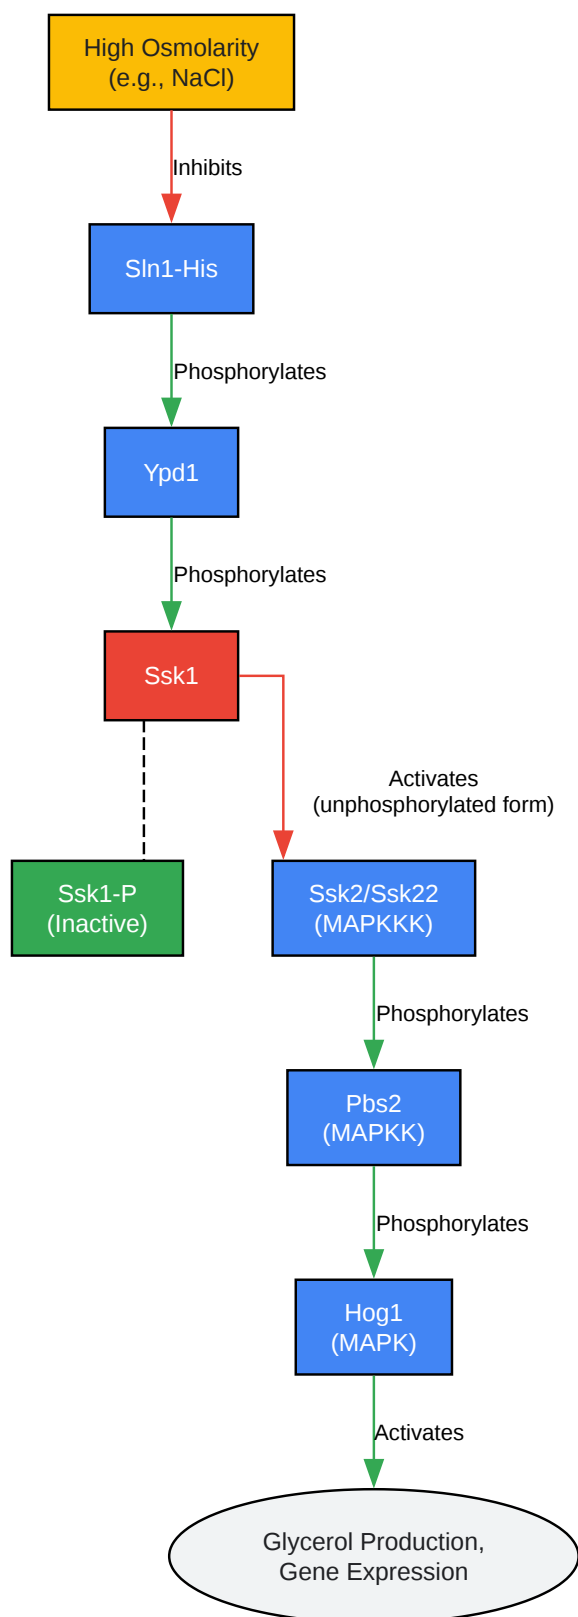 High Osmolarity
(e.g., NaCl)
Inhibits
Sln1-His
Phosphorylates
Ypd1
Phosphorylates
Ssk1
Activates
(unphosphorylated form)
Ssk1-P
(Inactive)
Ssk2/Ssk22
(MAPKKK)
Phosphorylates
Pbs2
(MAPKK)
Phosphorylates
Hog1
(MAPK)
Activates
Glycerol Production,
Gene Expression